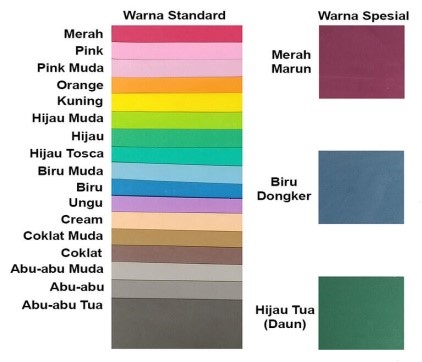 Warna Standard
Merah
Pink
Pink Muda
Orange
Kuning
Hijau Muda
Hijau
Hijau Tosca
Biru Muda
Biru
Ungu
Cream
Coklat Muda
Coklat
Abu-abu Muda
Abu-abu
Abu-abu Tua
Warna Spesial
Merah
Marun
Biru
Dongker
Hijau Tua
(Daun)